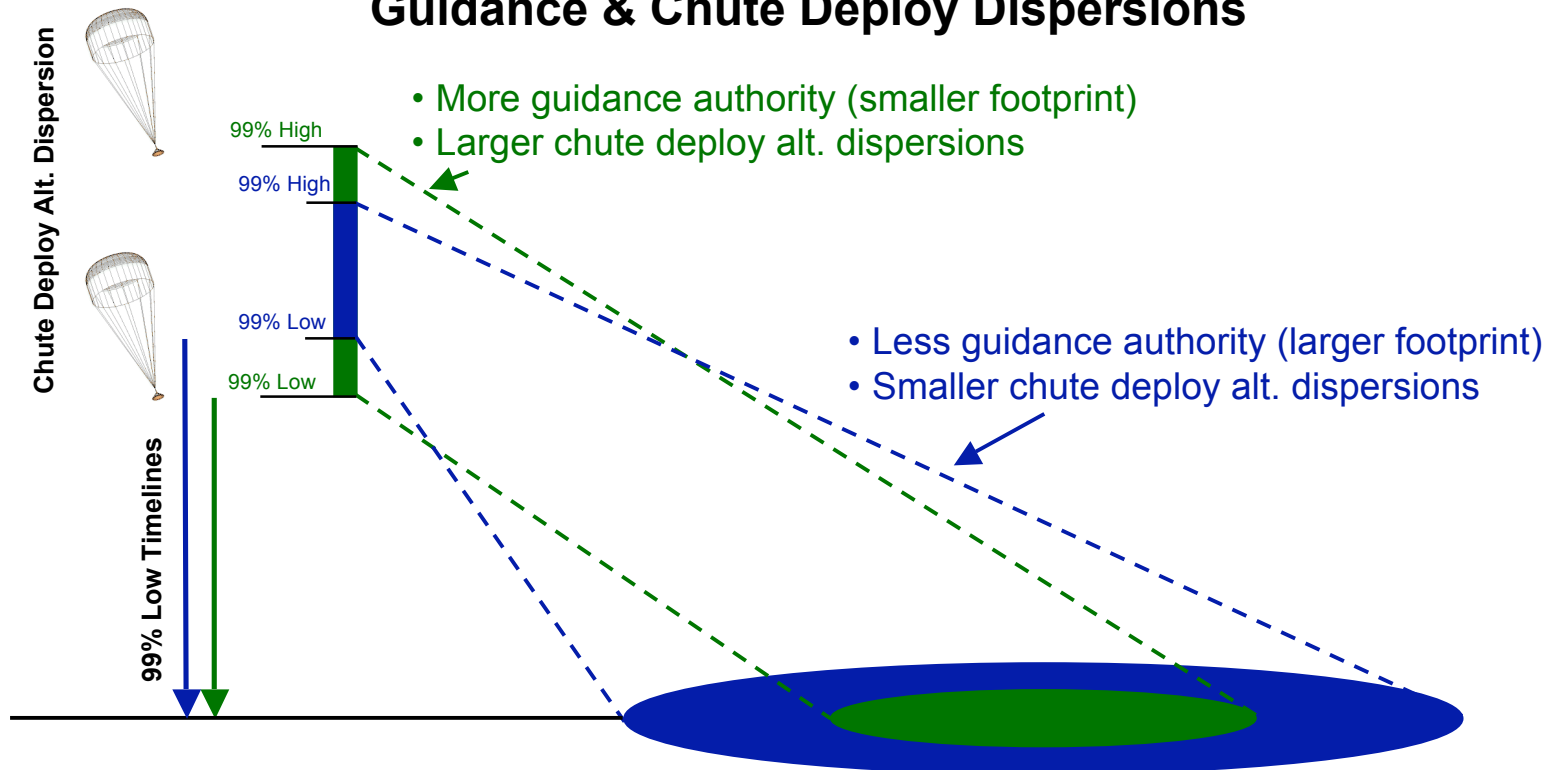 Guidance & Chute Deploy Dispersions
Chute Deploy Alt. Dispersion
• More guidance authority (smaller footprint)
• Larger chute deploy alt. dispersions
99% High
99% High
99% Low
99% Low
• Less guidance authority (larger footprint)
• Smaller chute deploy alt. dispersions
99% Low Timelines